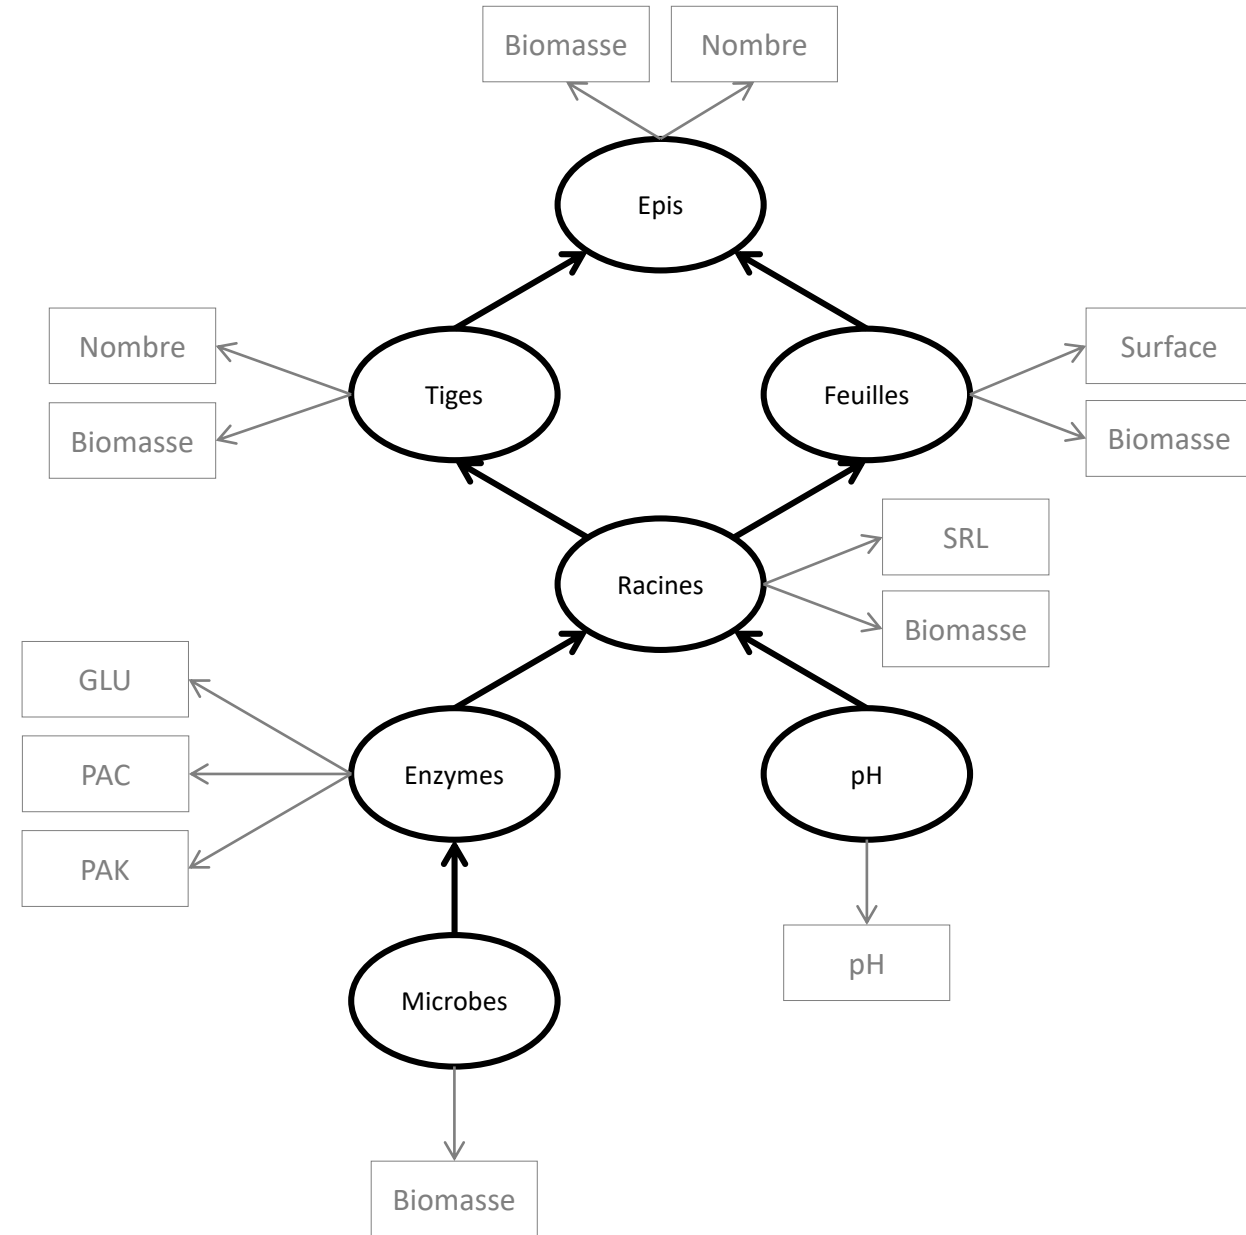 Biomasse
Nombre
Epis
Nombre
Biomasse
Tiges
Feuilles
Surface
Biomasse
Racines
SRL
Biomasse
GLU
PAC
PAK
Enzymes
pH
pH
Microbes
Biomasse